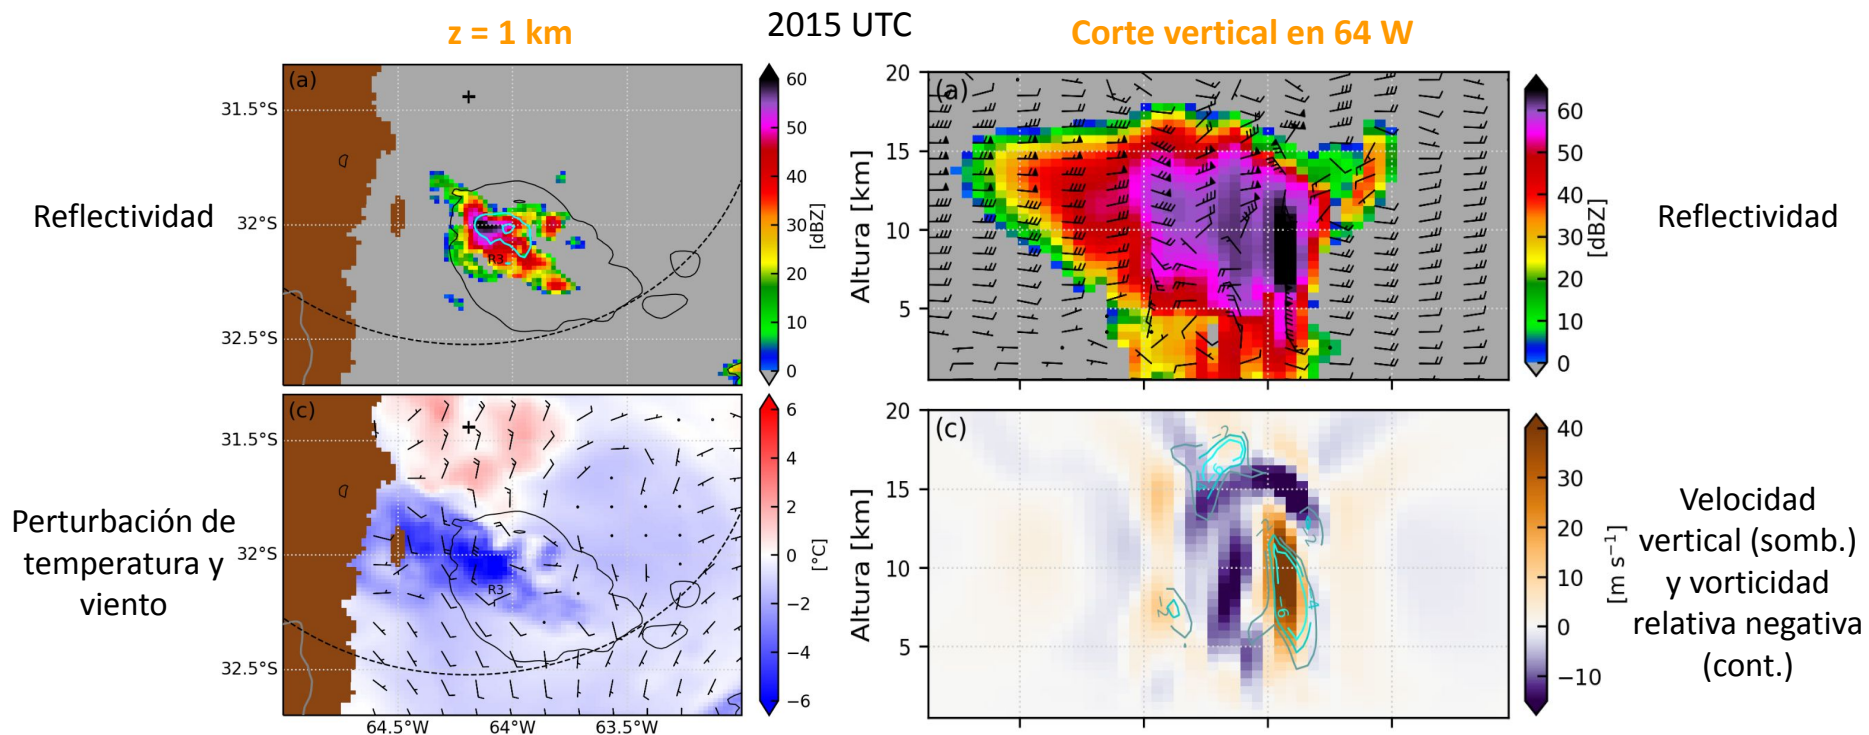 z = 1 km
2015 UTC
Corte vertical en 64 W
Reflectividad
(a)
31.5°S
32°S
32.5°S
R3
60
50
40
30
20
10
0
[dBZ]
Altura [km]
20
15
10
5
(a)
60
50
40
30
20
10
0
[dBZ]
Reflectividad
Perturbación de
temperatura y
viento
(c)
31.5°S
32°S
32.5°S
R3
64.5°W
64°W
63.5°W
6
4
2
0
−2
−4
−6
[°C]
Altura [km]
20
15
10
5
(c)
−2
−2
−6
−4
40
30
20
10
0
−10
[m s⁻¹]
Velocidad
vertical (somb.)
y vorticidad
relativa negativa
(cont.)